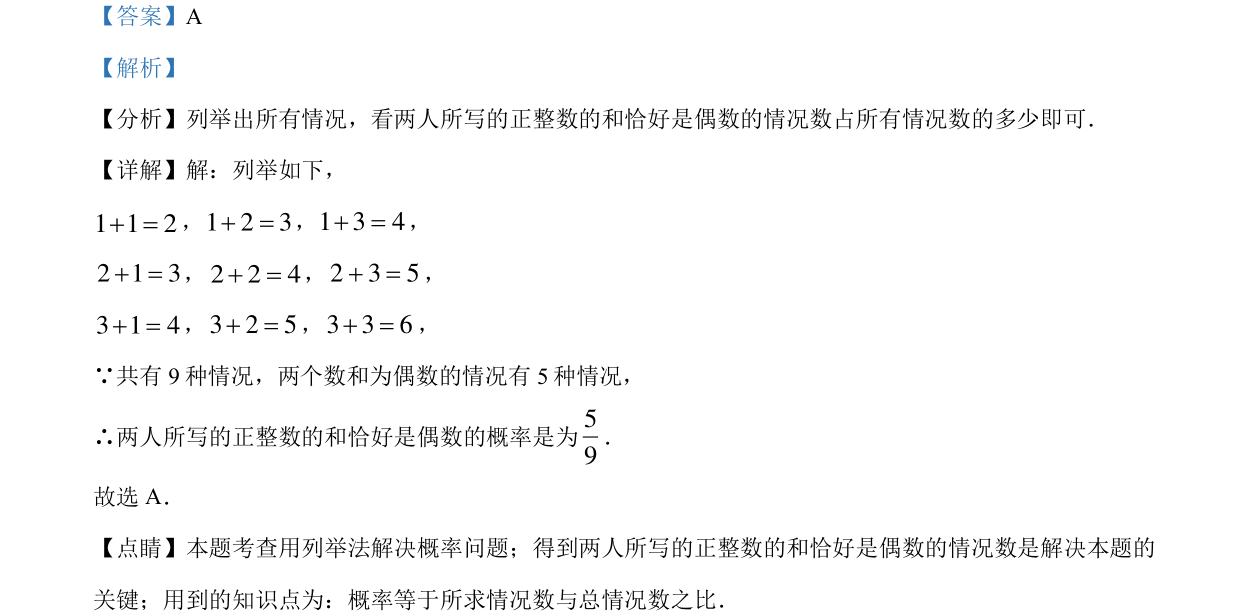 【答案】A
【解析】
【分析】列举出所有情况，看两人所写的正整数的和恰好是偶数的情况数占所有情况数的多少即可．
【详解】解：列举如下，
1+1=2，1+2=3，1+3=4，
2+1=3，2+2=4，2+3=5，
3+1=4，3+2=5，3+3=6，
∵共有 9 种情况，两个数和为偶数的情况有 5 种情况，
∴两人所写的正整数的和恰好是偶数的概率是为5/9．
故选 A．
【点睛】本题考查用列举法解决概率问题；得到两人所写的正整数的和恰好是偶数的情况数是解决本题的
关键；用到的知识点为：概率等于所求情况数与总情况数之比．